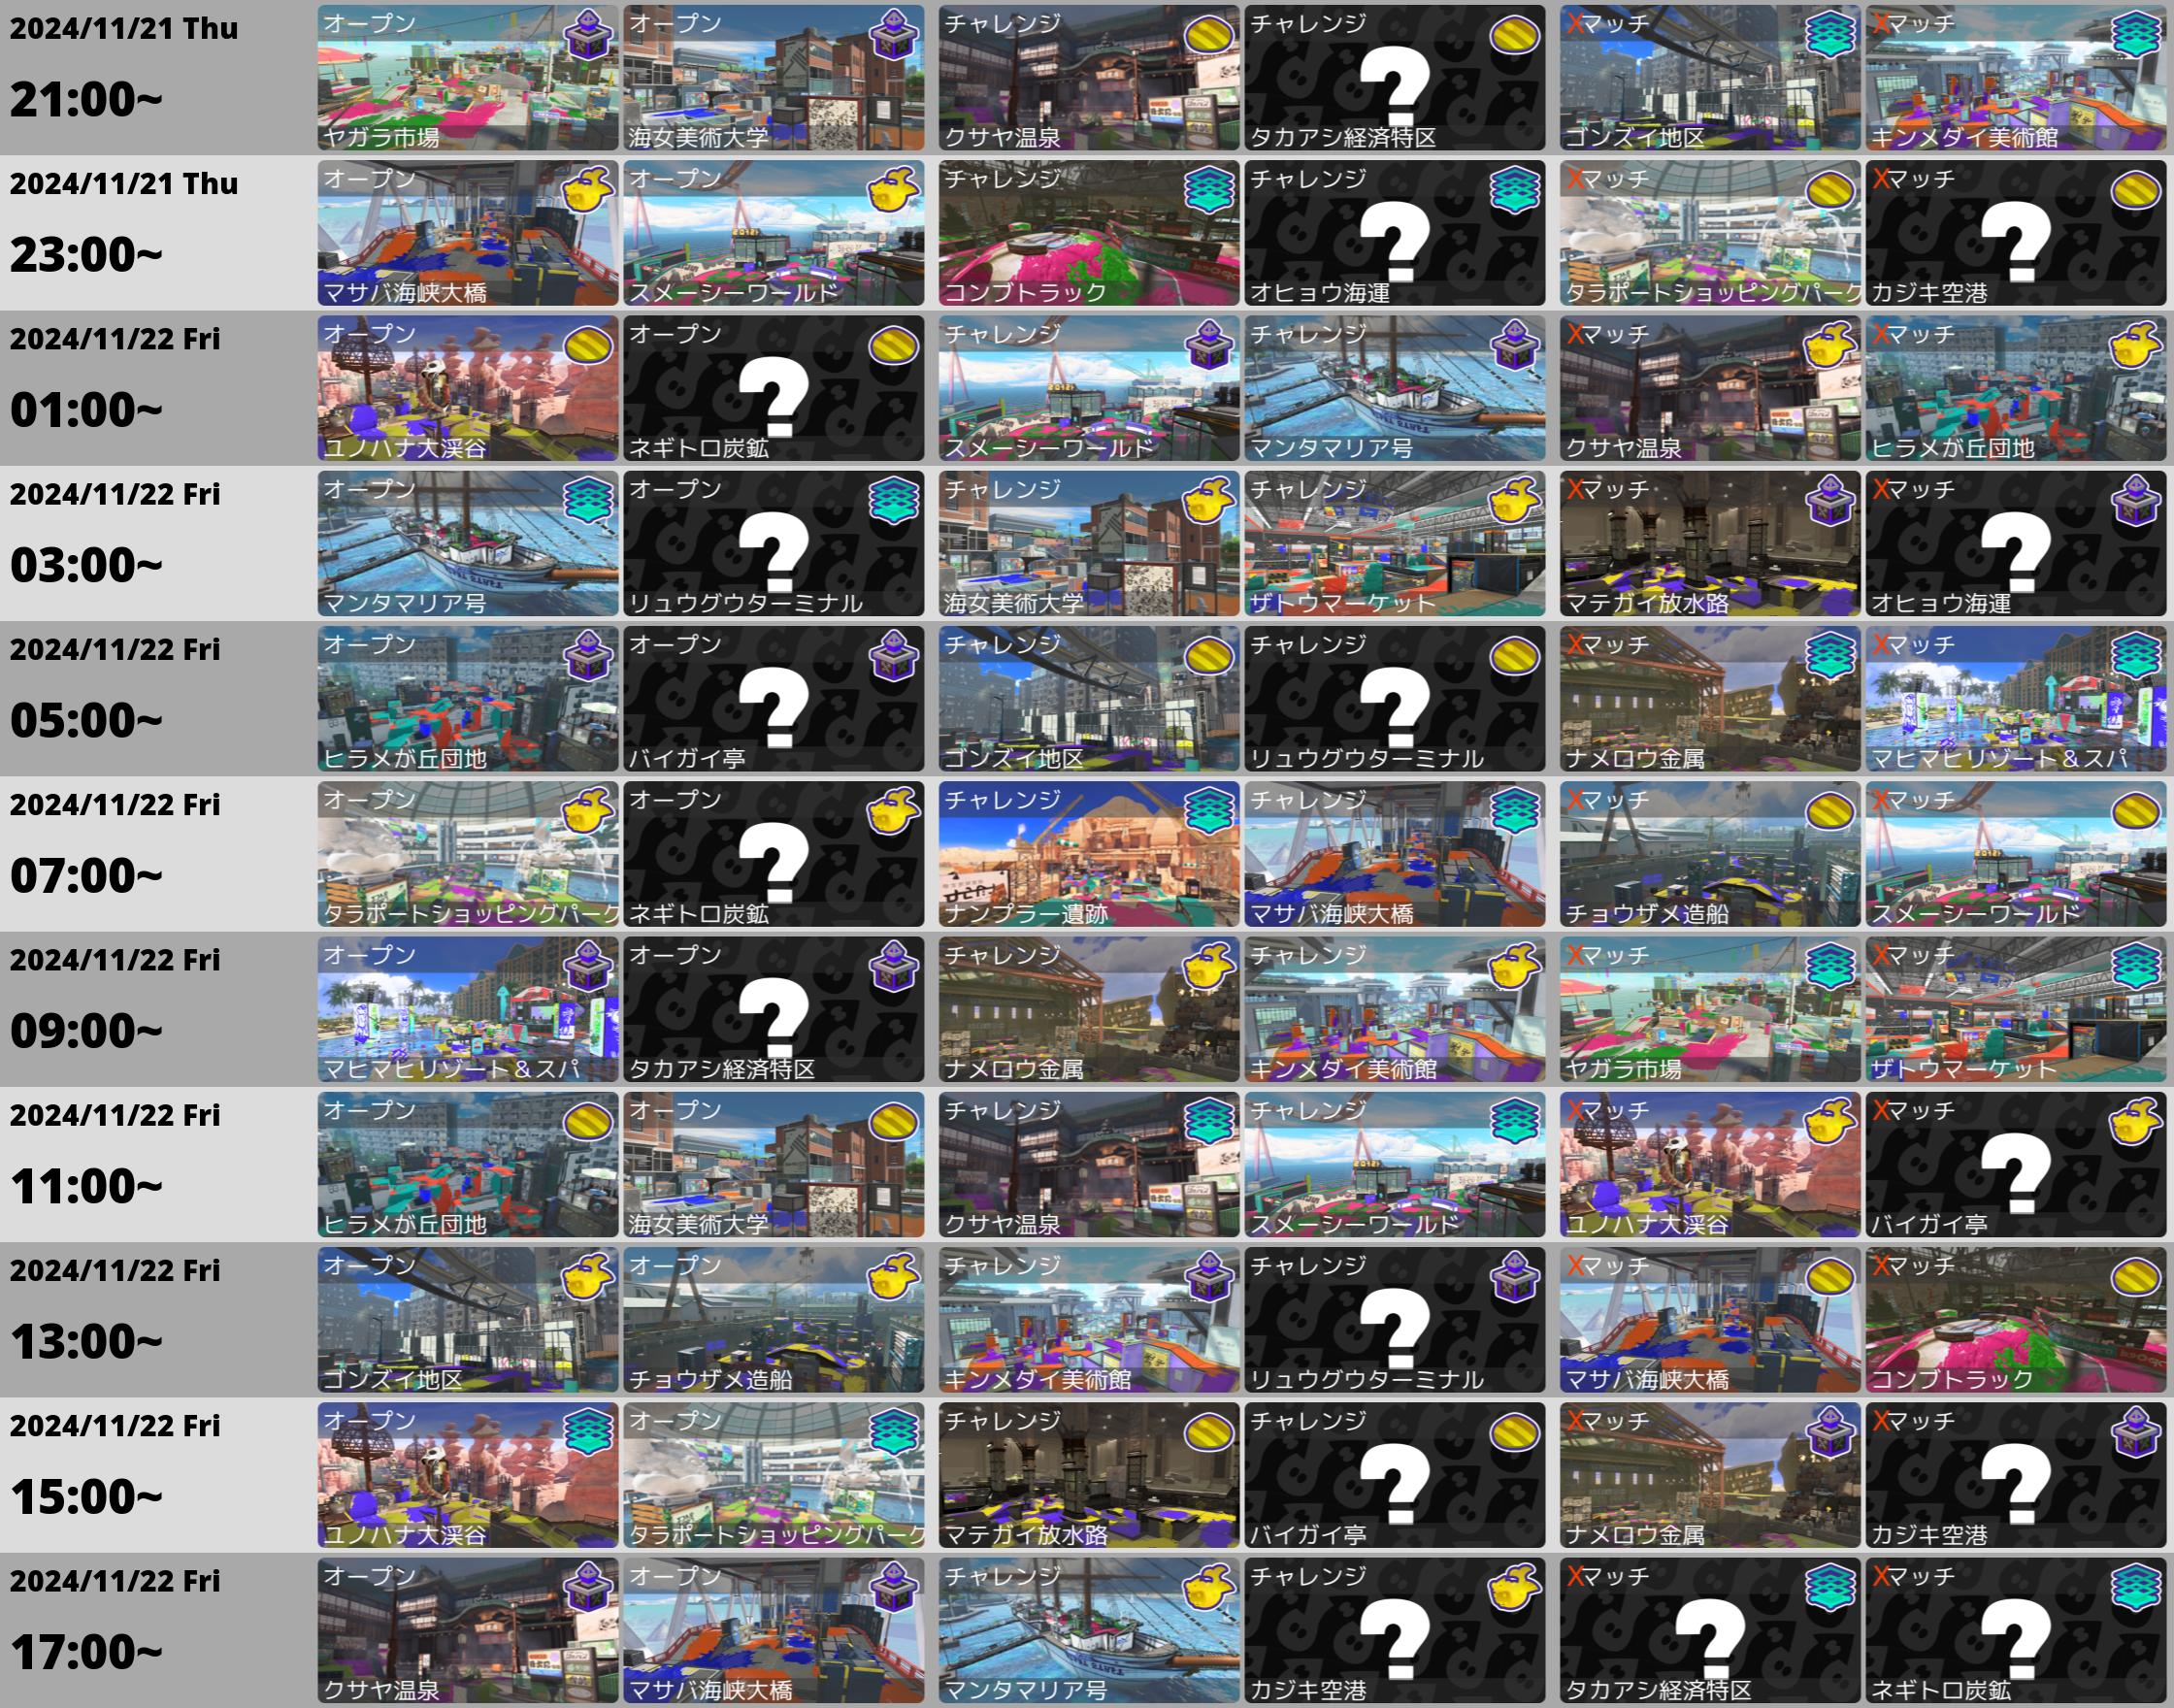 2024/11/21 Thu
21:00~
オープン オープン チャレンジ チャレンジ Xマッチ Xマッチ
ヤガラ市場 海女美術大学 クサヤ温泉 タカアシ経済特区 ゴンズイ地区 キンメダイ美術館
2024/11/21 Thu
23:00~
オープン オープン チャレンジ チャレンジ Xマッチ Xマッチ
マサバ海峡大橋 スメーシーワールド コンブトラック オヒョウ海運 タラポートショッピングパーク カジキ空港
2024/11/22 Fri
01:00~
オープン オープン チャレンジ チャレンジ Xマッチ Xマッチ
ユノハナ大渓谷 ネギトロ炭鉱 スメーシーワールド マンタマリア号 クサヤ温泉 ヒラメが丘団地
2024/11/22 Fri
03:00~
オープン オープン チャレンジ チャレンジ Xマッチ Xマッチ
マンタマリア号 リュウグウターミナル 海女美術大学 ザトウマーケット マテガイ放水路 オヒョウ海運
2024/11/22 Fri
05:00~
オープン オープン チャレンジ チャレンジ Xマッチ Xマッチ
ヒラメが丘団地 バイガイ亭 ゴンズイ地区 リュウグウターミナル ナメロウ金属 マヒマヒリゾート&スパ
2024/11/22 Fri
07:00~
オープン オープン チャレンジ チャレンジ Xマッチ Xマッチ
タラポートショッピングパーク ネギトロ炭鉱 ナンプラー遺跡 マサバ海峡大橋 チョウザメ造船 スメーシーワールド
2024/11/22 Fri
09:00~
オープン オープン チャレンジ チャレンジ Xマッチ Xマッチ
マヒマヒリゾート&スパ タカアシ経済特区 ナメロウ金属 キンメダイ美術館 ヤガラ市場 ザトウマーケット
2024/11/22 Fri
11:00~
オープン オープン チャレンジ チャレンジ Xマッチ Xマッチ
ヒラメが丘団地 海女美術大学 クサヤ温泉 スメーシーワールド ユノハナ大渓谷 バイガイ亭
2024/11/22 Fri
13:00~
オープン オープン チャレンジ チャレンジ Xマッチ Xマッチ
ゴンズイ地区 チョウザメ造船 キンメダイ美術館 リュウグウターミナル マサバ海峡大橋 コンブトラック
2024/11/22 Fri
15:00~
オープン オープン チャレンジ チャレンジ Xマッチ Xマッチ
ユノハナ大渓谷 タラポートショッピングパーク マテガイ放水路 バイガイ亭 ナメロウ金属 カジキ空港
2024/11/22 Fri
17:00~
オープン オープン チャレンジ チャレンジ Xマッチ Xマッチ
クサヤ温泉 マサバ海峡大橋 マンタマリア号 カジキ空港 タカアシ経済特区 ネギトロ炭鉱